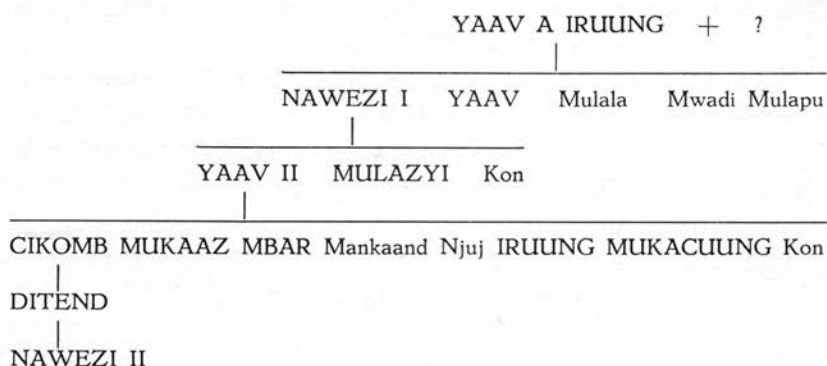 YAAV A IRUUNG + ?
NAWEZI I YAAV Mulala Mwadi Mulapu
YAAV II MULAZYI Kon
CIKOMB MUKAAZ MBAR Mankaand Njuj IRUUNG MUKACUUNG Kon
DITEND
NAWEZI II